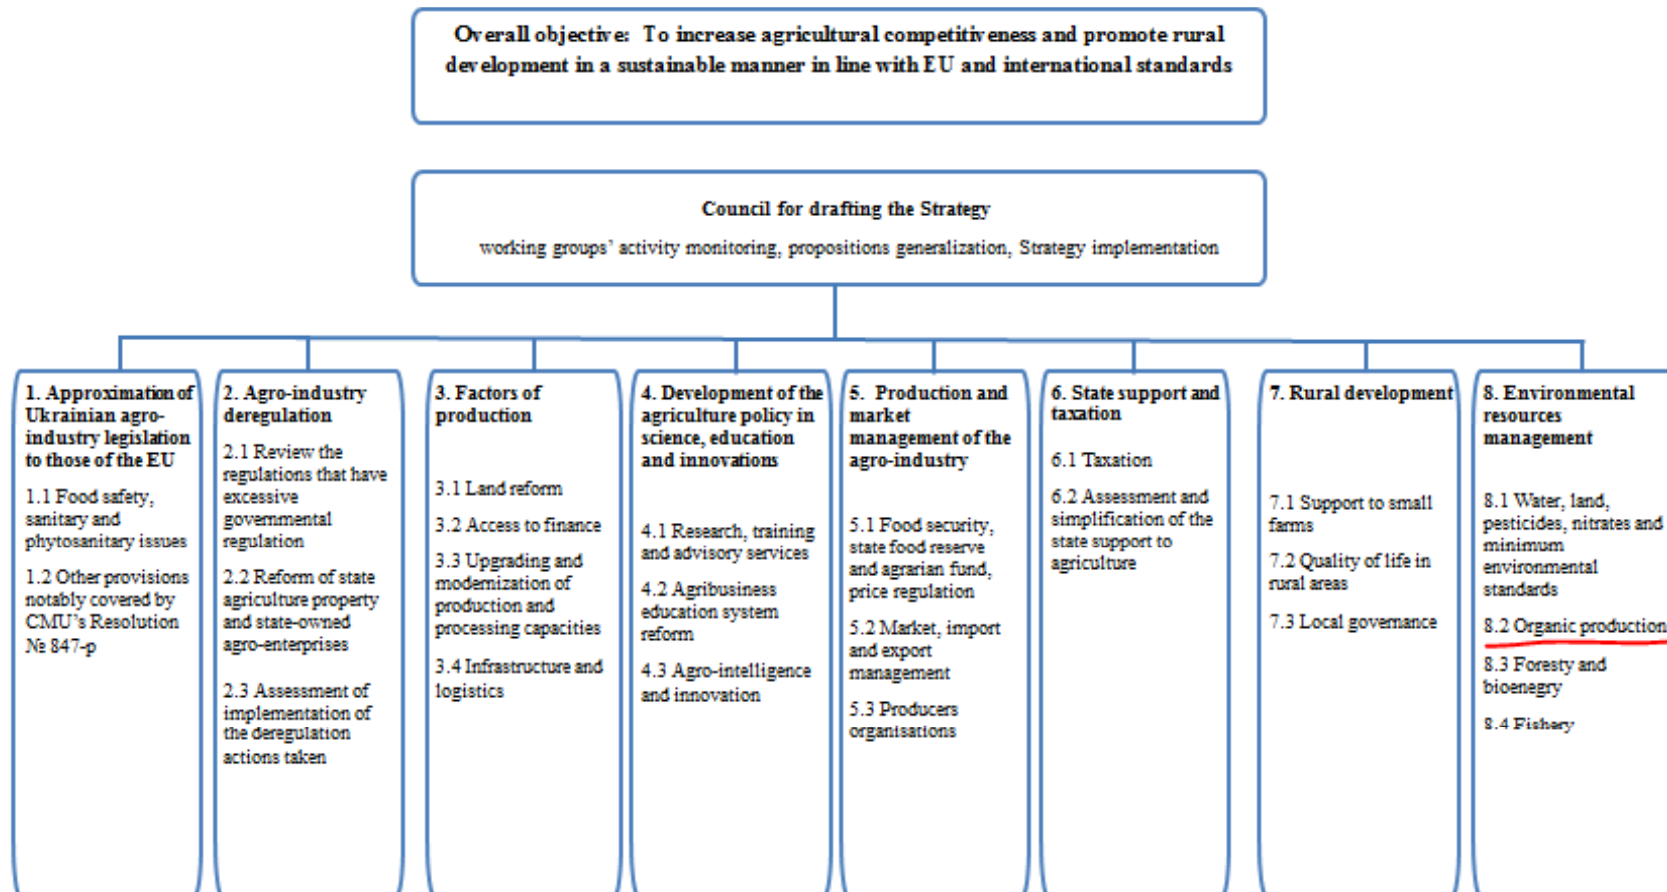 Overall objective: To increase agricultural competitiveness and promote rural
development in a sustainable manner in line with EU and international standards
Council for drafting the Strategy
working groups’ activity monitoring, propositions generalization, Strategy implementation
1. Approximation of
Ukrainian agro-
industry legislation
to those of the EU
1.1 Food safety,
sanitary and
phytosanitary issues
1.2 Other provisions
notably covered by
CMU’s Resolution
№ 847-p
2. Agro-industry
deregulation
2.1 Review the
regulations that have
excessive
governmental
regulation
2.2 Reform of state
agriculture property
and state-owned
agro-enterprises
2.3 Assessment of
implementation of
the deregulation
actions taken
3. Factors of
production
3.1 Land reform
3.2 Access to finance
3.3 Upgrading and
modernization of
production and
processing capacities
3.4 Infrastructure and
logistics
4. Development of the
agriculture policy in
science, education
and innovations
4.1 Research, training
and advisory services
4.2 Agribusiness
education system
reform
4.3 Agro-intelligence
and innovation
5. Production and
market
management of the
agro-industry
5.1 Food security,
state food reserve
and agrarian fund,
price regulation
5.2 Market, import
and export
management
5.3 Producers
organisations
6. State support and
taxation
6.1 Taxation
6.2 Assessment and
simplification of the
state support to
agriculture
7. Rural development
7.1 Support to small
farms
7.2 Quality of life in
rural areas
7.3 Local governance
8. Environmental
resources
management
8.1 Water, land,
pesticides, nitrates and
minimum
environmental
standards
8.2 Organic production
8.3 Foresty and
bioenegry
8.4 Fishery